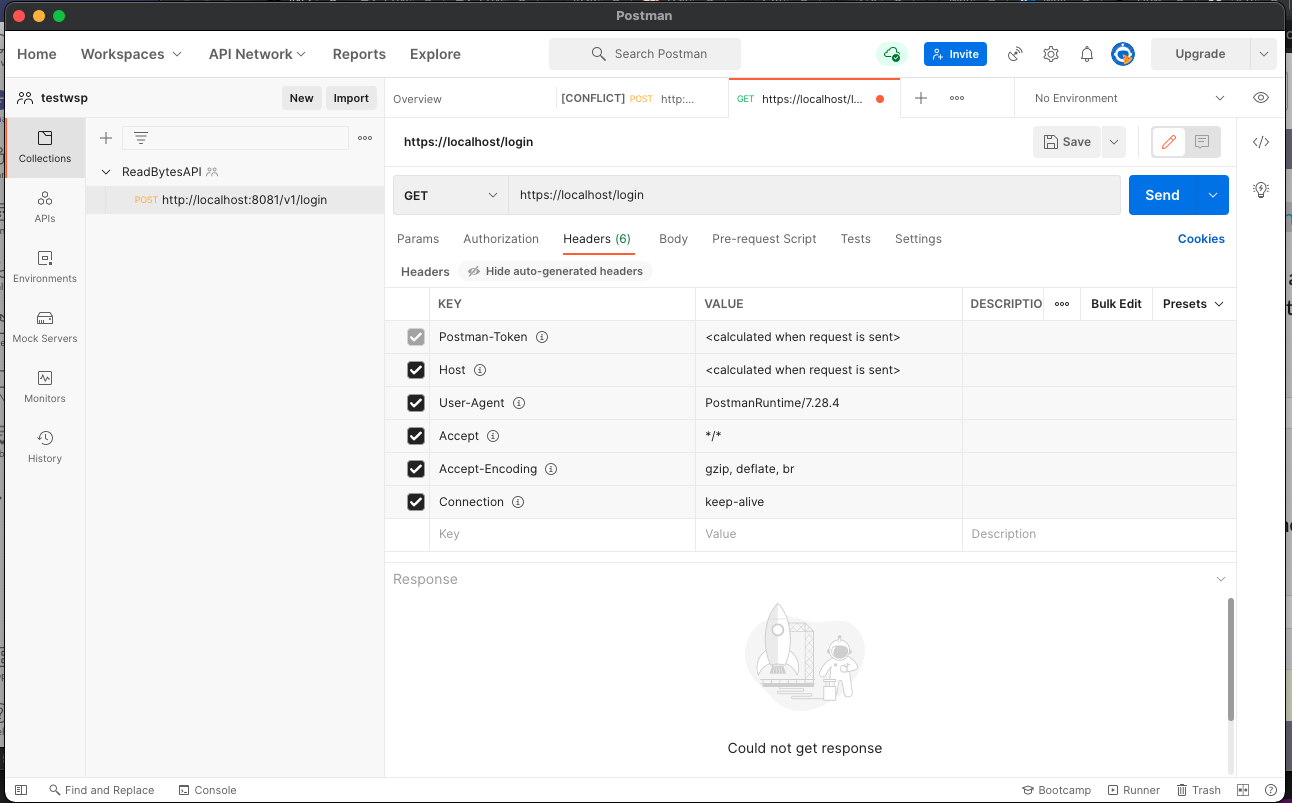 Postman
Home Workspaces API Network Reports Explore Search Postman Invite Upgrade
testwsp New Import Overview [CONFLICT] POST http:... GET https://localhost/l... No Environment
Collections
APIs
Environments
Mock Servers
Monitors
History
ReadBytesAPI
POST http://localhost:8081/v1/login
https://localhost/login Save
GET https://localhost/login Send
Params Authorization Headers (6) Body Pre-request Script Tests Settings Cookies
Headers Hide auto-generated headers
KEY VALUE DESCRIPTIO Bulk Edit Presets
Postman-Token <calculated when request is sent>
Host <calculated when request is sent>
User-Agent PostmanRuntime/7.28.4
Accept */*
Accept-Encoding gzip, deflate, br
Connection keep-alive
Key Value Description
Response
Could not get response
Find and Replace Console Bootcamp Runner Trash